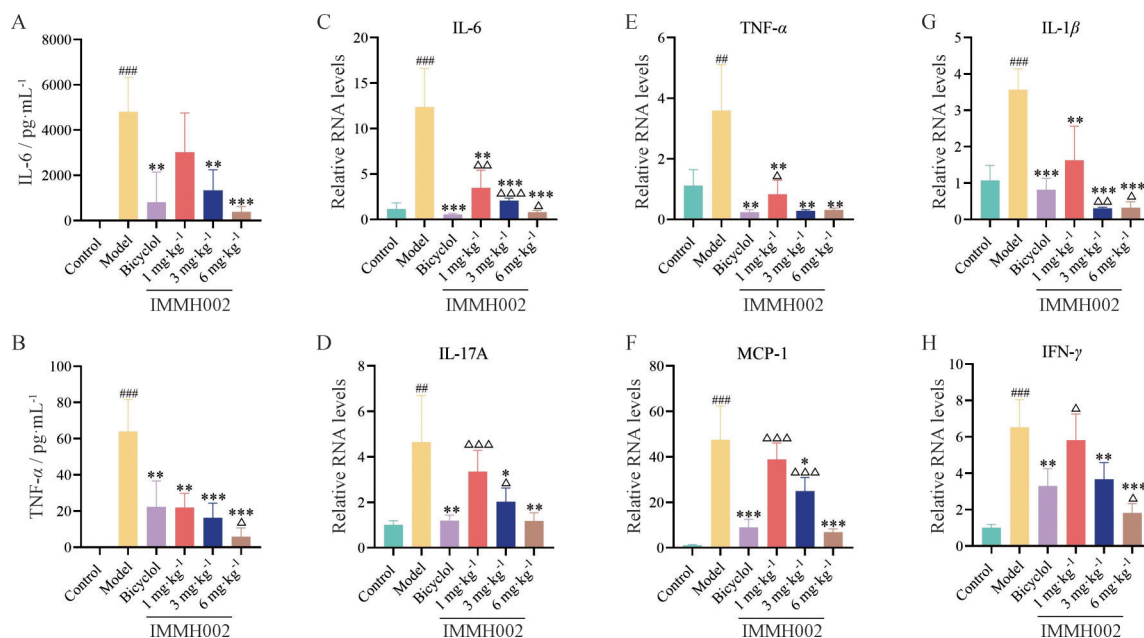 A
IL-6 / pg·mL⁻¹
8000
6000
4000
2000
0
###
**
**
***
Control
Model
Bicyclol
1 mg·kg⁻¹
3 mg·kg⁻¹
6 mg·kg⁻¹
IMMH002
C
IL-6
Relative RNA levels
20
15
10
5
0
###
***
**
△△
***
△△△
***
△
Control
Model
Bicyclol
1 mg·kg⁻¹
3 mg·kg⁻¹
6 mg·kg⁻¹
IMMH002
E
TNF-α
Relative RNA levels
6
4
2
0
##
**
**
△
**
**
Control
Model
Bicyclol
1 mg·kg⁻¹
3 mg·kg⁻¹
6 mg·kg⁻¹
IMMH002
G
IL-1β
Relative RNA levels
5
4
3
2
1
0
###
***
**
***
△△
***
△
Control
Model
Bicyclol
1 mg·kg⁻¹
3 mg·kg⁻¹
6 mg·kg⁻¹
IMMH002
B
TNF-α / pg·mL⁻¹
100
80
60
40
20
0
###
**
**
***
***
△
Control
Model
Bicyclol
1 mg·kg⁻¹
3 mg·kg⁻¹
6 mg·kg⁻¹
IMMH002
D
IL-17A
Relative RNA levels
8
6
4
2
0
##
**
△△△
*
△
**
Control
Model
Bicyclol
1 mg·kg⁻¹
3 mg·kg⁻¹
6 mg·kg⁻¹
IMMH002
F
MCP-1
Relative RNA levels
80
60
40
20
0
###
***
△△△
*
△△△
***
Control
Model
Bicyclol
1 mg·kg⁻¹
3 mg·kg⁻¹
6 mg·kg⁻¹
IMMH002
H
IFN-γ
Relative RNA levels
8
6
4
2
0
###
**
△
**
***
△
Control
Model
Bicyclol
1 mg·kg⁻¹
3 mg·kg⁻¹
6 mg·kg⁻¹
IMMH002